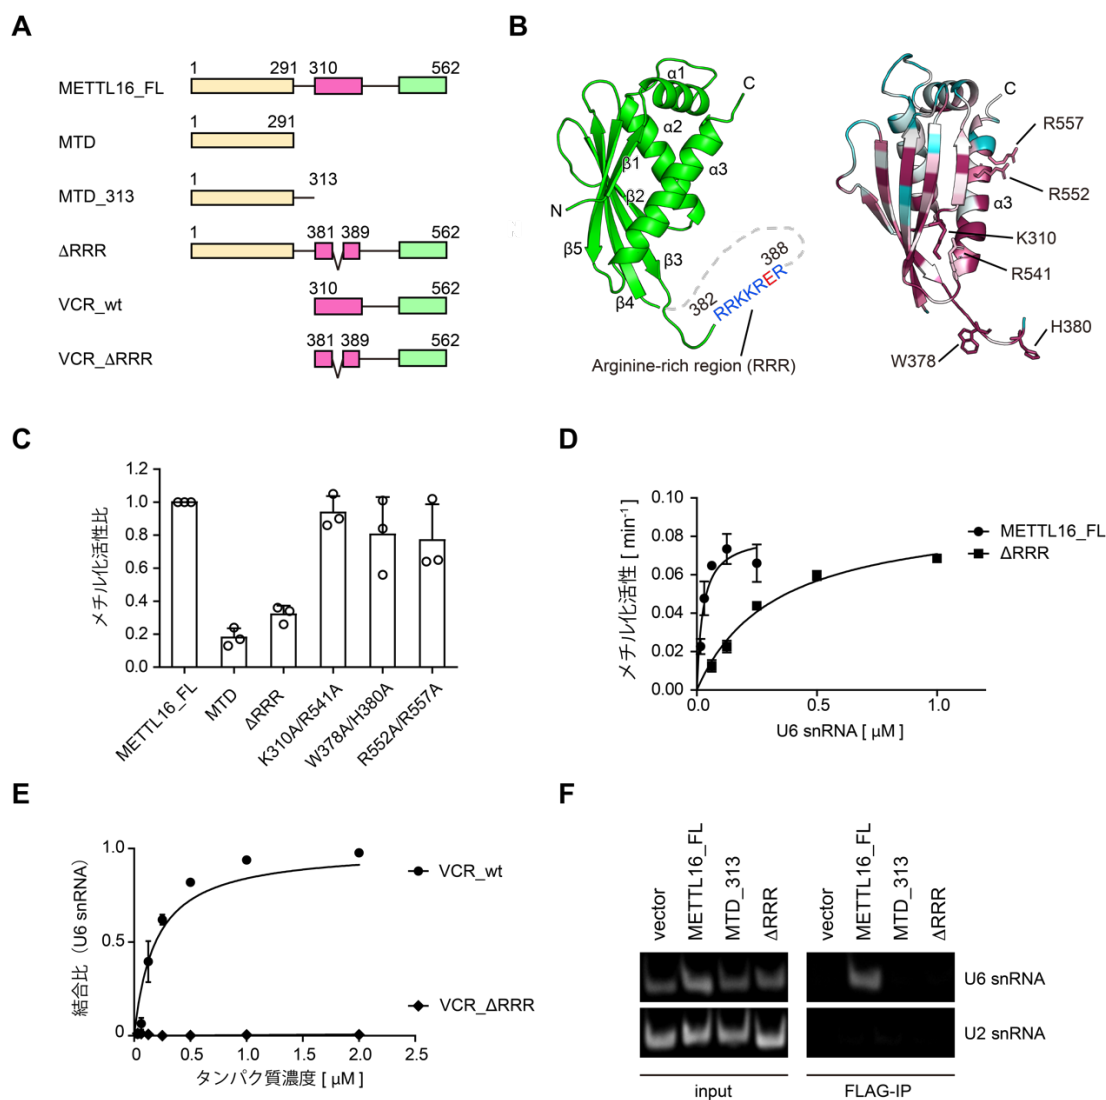 A
1 291 310 562
METTL16_FL
1 291
MTD
1 313
MTD_313
1 381 389 562
ΔRRR
310 562
VCR_wt
381 389 562
VCR_ΔRRR
B
α1
C
α2
β1
α3
β2
N
β5
β3
β4
382
388
RRKKRER
Arginine-rich region (RRR)
C
R557
R552
α3
K310
R541
H380
W378
C
メチル化活性比
1.2
1.0
0.8
0.6
0.4
0.2
0.0
METTL16_FL
MTD
ΔRRR
K310A/R541A
W378A/H380A
R552A/R557A
D
メチル化活性 [ min-1 ]
0.10
0.08
0.06
0.04
0.02
0.00
0.0 0.5 1.0
U6 snRNA [ μM ]
METTL16_FL
ΔRRR
E
結合比（U6 snRNA）
1.0
0.5
0
0 0.5 1.0 1.5 2.0 2.5
タンパク質濃度 [ μM ]
VCR_wt
VCR_ΔRRR
F
vector
METTL16_FL
MTD_313
ΔRRR
vector
METTL16_FL
MTD_313
ΔRRR
U6 snRNA
U2 snRNA
input
FLAG-IP